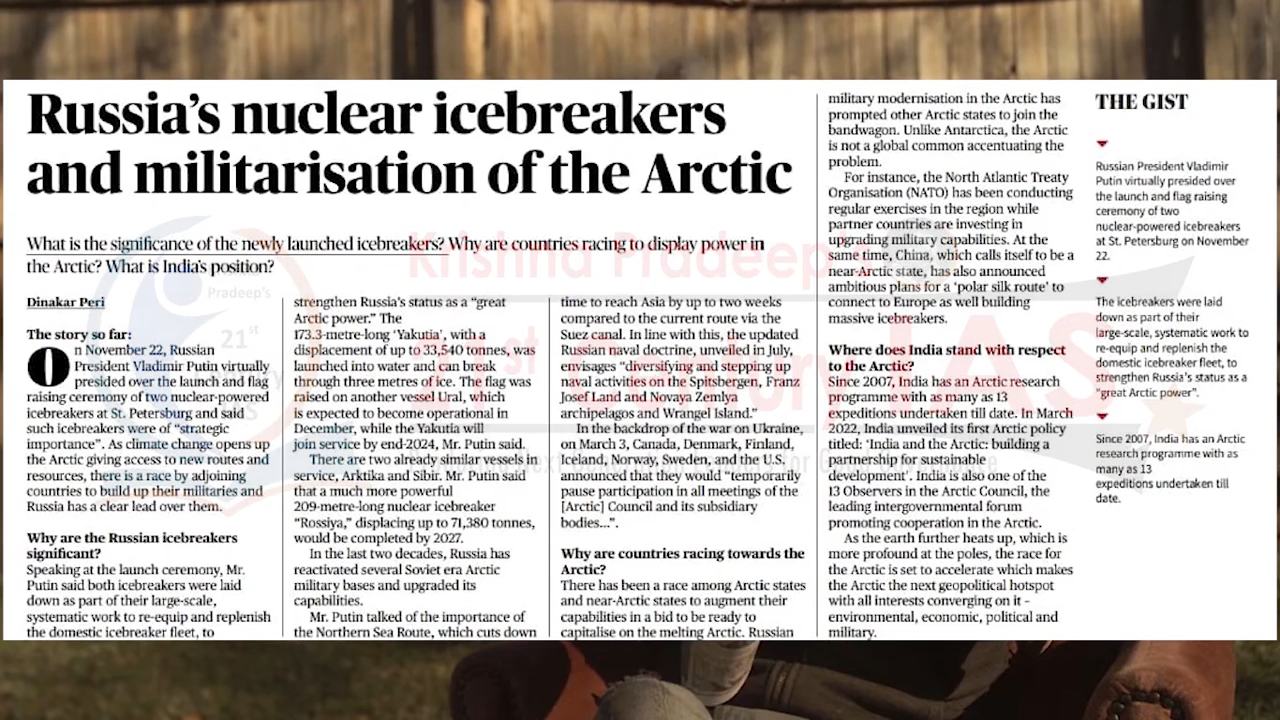 Russia's nuclear icebreakers
and militarisation of the Arctic
What is the significance of the newly launched icebreakers? Why are countries racing to display power in
the Arctic? What is India's position?
Dinakar Peri
The story so far:
On November 22, Russian
President Vladimir Putin virtually
presided over the launch and flag
raising ceremony of two nuclear-powered
icebreakers at St. Petersburg and said
such icebreakers were of “strategic
importance”. As climate change opens up
the Arctic giving access to new routes and
resources, there is a race by adjoining
countries to build up their militaries and
Russia has a clear lead over them.
Why are the Russian icebreakers
significant?
Speaking at the launch ceremony, Mr.
Putin said both icebreakers were laid
down as part of their large-scale,
systematic work to re-equip and replenish
the domestic icebreaker fleet, to
strengthen Russia's status as a “great
Arctic power.” The
173.3-metre-long ‘Yakutia’, with a
displacement of up to 33,540 tonnes, was
launched into water and can break
through three metres of ice. The flag was
raised on another vessel Ural, which
is expected to become operational in
December, while the Yakutia will
join service by end-2024, Mr. Putin said.
There are two already similar vessels in
service, Arktika and Sibir. Mr. Putin said
that a much more powerful
209-metre-long nuclear icebreaker
“Rossiya,” displacing up to 71,380 tonnes,
would be completed by 2027.
In the last two decades, Russia has
reactivated several Soviet era Arctic
military bases and upgraded its
capabilities.
Mr. Putin talked of the importance of
the Northern Sea Route, which cuts down
time to reach Asia by up to two weeks
compared to the current route via the
Suez canal. In line with this, the updated
Russian naval doctrine, unveiled in July,
envisages “diversifying and stepping up
naval activities on the Spitsbergen, Franz
Josef Land and Novaya Zemlya
archipelagos and Wrangel Island.”
In the backdrop of the war on Ukraine,
on March 3, Canada, Denmark, Finland,
Iceland, Norway, Sweden, and the U.S.
announced that they would “temporarily
pause participation in all meetings of the
[Arctic] Council and its subsidiary
bodies...”.
Why are countries racing towards the
Arctic?
There has been a race among Arctic states
and near-Arctic states to augment their
capabilities in a bid to be ready to
capitalise on the melting Arctic. Russian
military modernisation in the Arctic has
prompted other Arctic states to join the
bandwagon. Unlike Antarctica, the Arctic
is not a global common accentuating the
problem.
For instance, the North Atlantic Treaty
Organisation (NATO) has been conducting
regular exercises in the region while
partner countries are investing in
upgrading military capabilities. At the
same time, China, which calls itself to be a
near-Arctic state, has also announced
ambitious plans for a ‘polar silk route’ to
connect to Europe as well building
massive icebreakers.
Where does India stand with respect
to the Arctic?
Since 2007, India has an Arctic research
programme with as many as 13
expeditions undertaken till date. In March
2022, India unveiled its first Arctic policy
titled: ‘India and the Arctic: building a
partnership for sustainable
development’. India is also one of the
13 Observers in the Arctic Council, the
leading intergovernmental forum
promoting cooperation in the Arctic.
As the earth further heats up, which is
more profound at the poles, the race for
the Arctic is set to accelerate which makes
the Arctic the next geopolitical hotspot
with all interests converging on it –
environmental, economic, political and
military.
THE GIST
Russian President Vladimir
Putin virtually presided over
the launch and flag raising
ceremony of two
nuclear-powered icebreakers
at St. Petersburg on November
22.
The icebreakers were laid
down as part of their
large-scale, systematic work to
re-equip and replenish the
domestic icebreaker fleet, to
strengthen Russia's status as a
“great Arctic power”.
Since 2007, India has an Arctic
research programme with as
many as 13
expeditions undertaken till
date.
Krishna Pradeep's
Pradeep's
21st
IAS